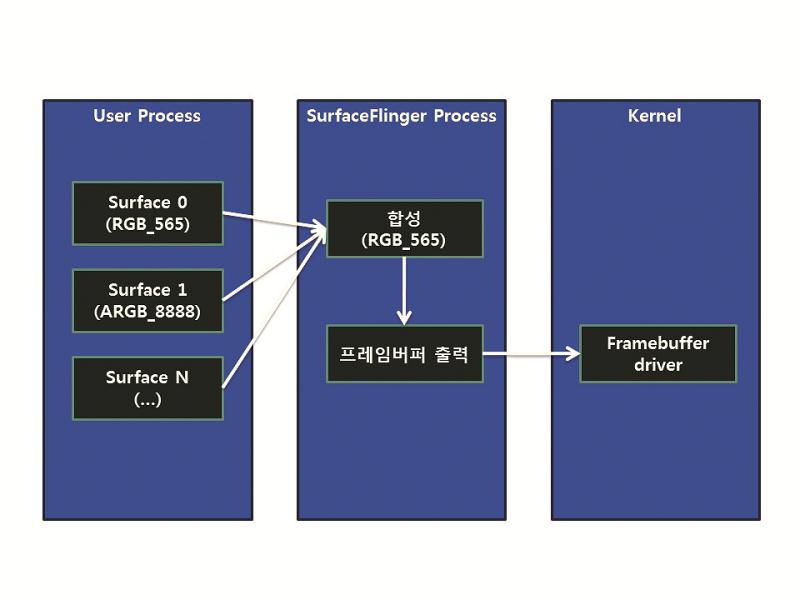 User Process
Surface 0
(RGB_565)
Surface 1
(ARGB_8888)
Surface N
(...)
SurfaceFlinger Process
합성
(RGB_565)
프레임버퍼 출력
Kernel
Framebuffer
driver